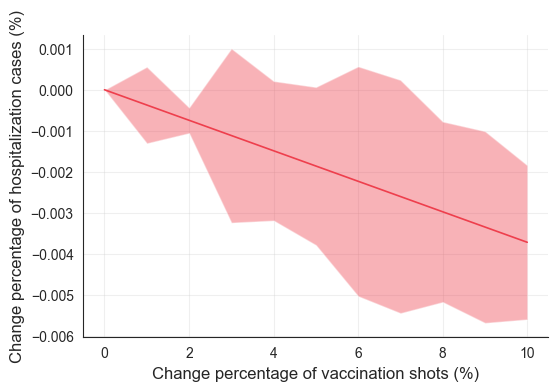 Change percentage of hospitalization cases (%)
0.001
0.000
−0.001
−0.002
−0.003
−0.004
−0.005
−0.006
0 2 4 6 8 10
Change percentage of vaccination shots (%)